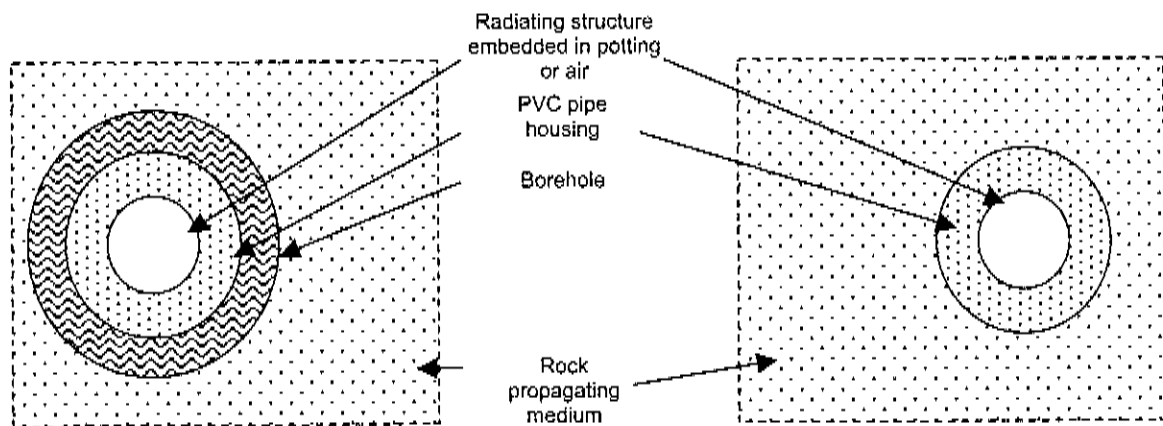 Radiating structure
embedded in potting
or air
PVC pipe
housing
Borehole
Rock
propagating
medium